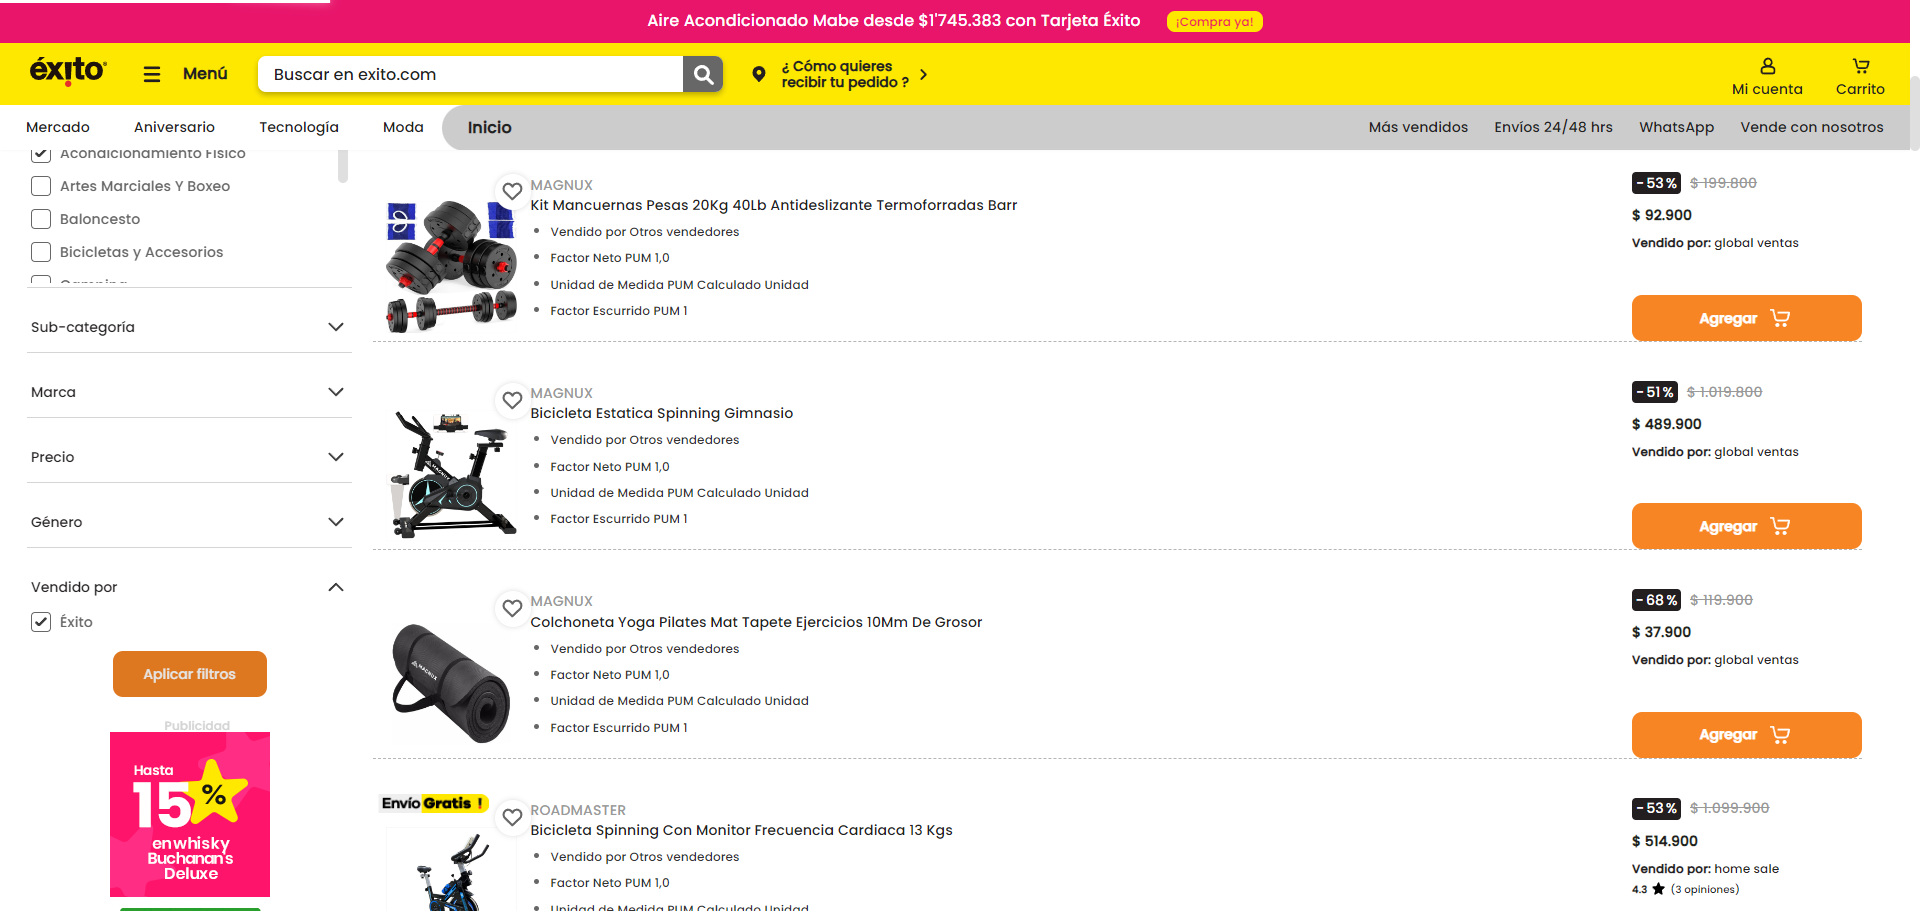 Aire Acondicionado Mabe desde $1'745.383 con Tarjeta Éxito
¡Compra ya!
éxito
Menú
Buscar en exito.com
¿ Cómo quieres
recibir tu pedido ?
Mi cuenta
Carrito
Mercado
Aniversario
Tecnología
Moda
Inicio
Más vendidos
Envíos 24/48 hrs
WhatsApp
Vende con nosotros
Acondicionamiento Físico
Artes Marciales Y Boxeo
Baloncesto
Bicicletas y Accesorios
Camping
Sub-categoría
Marca
Precio
Género
Vendido por
Éxito
Aplicar filtros
Publicidad
Hasta
15%
en whisky
Buchanan's
Deluxe
MAGNUX
Kit Mancuernas Pesas 20Kg 40Lb Antideslizante Termoforradas Barr
Vendido por Otros vendedores
Factor Neto PUM 1,0
Unidad de Medida PUM Calculado Unidad
Factor Escurrido PUM 1
-53% $ 199.800
$ 92.900
Vendido por: global ventas
Agregar
MAGNUX
Bicicleta Estatica Spinning Gimnasio
Vendido por Otros vendedores
Factor Neto PUM 1,0
Unidad de Medida PUM Calculado Unidad
Factor Escurrido PUM 1
-51% $ 1.019.800
$ 489.900
Vendido por: global ventas
Agregar
MAGNUX
MAGNUX
Colchoneta Yoga Pilates Mat Tapete Ejercicios 10Mm De Grosor
Vendido por Otros vendedores
Factor Neto PUM 1,0
Unidad de Medida PUM Calculado Unidad
Factor Escurrido PUM 1
-68% $ 119.900
$ 37.900
Vendido por: global ventas
Agregar
MAGNUX
Envío Gratis !
ROADMASTER
Bicicleta Spinning Con Monitor Frecuencia Cardiaca 13 Kgs
Vendido por Otros vendedores
Factor Neto PUM 1,0
Unidad de Medida PUM Calculado Unidad
-53% $ 1.099.900
$ 514.900
Vendido por: home sale
4.3 ★ (3 opiniones)